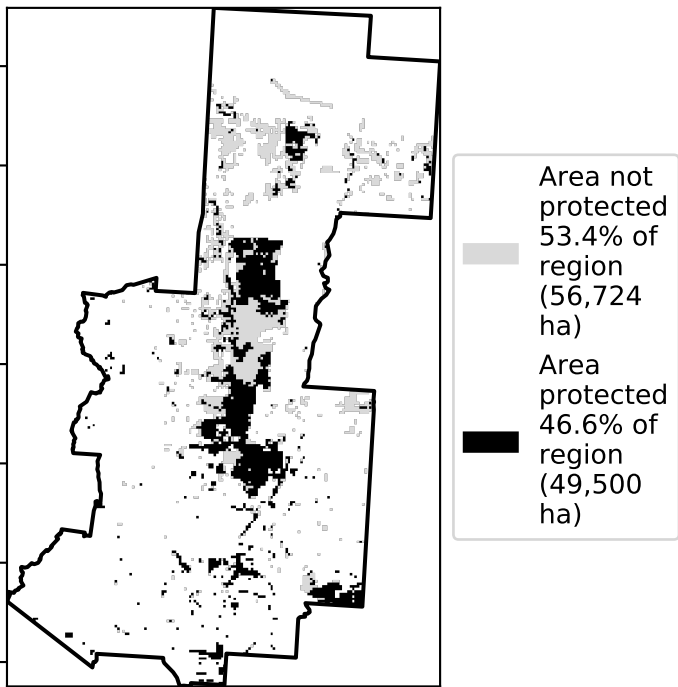 Area not
protected
53.4% of
region
(56,724
ha)
Area
protected
46.6% of
region
(49,500
ha)